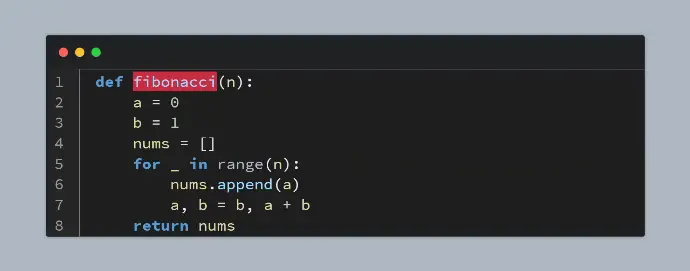 1 def fibonacci(n):
2     a = 0
3     b = 1
4     nums = []
5     for _ in range(n):
6         nums.append(a)
7         a, b = b, a + b
8     return nums